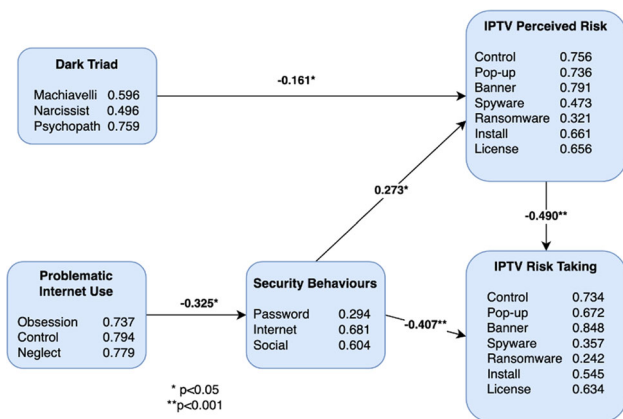 IPTV Perceived Risk
Control 0.756
Pop-up 0.736
Banner 0.791
Spyware 0.473
Ransomware 0.321
Install 0.661
License 0.656
Dark Triad
Machiavelli 0.596
Narcissist 0.496
Psychopath 0.759
-0.161*
0.273*
-0.490**
Problematic
Internet Use
Obsession 0.737
Control 0.794
Neglect 0.779
-0.325*
Security Behaviours
Password 0.294
Internet 0.681
Social 0.604
-0.407**
IPTV Risk Taking
Control 0.734
Pop-up 0.672
Banner 0.848
Spyware 0.357
Ransomware 0.242
Install 0.545
License 0.634
* p<0.05
**p<0.001